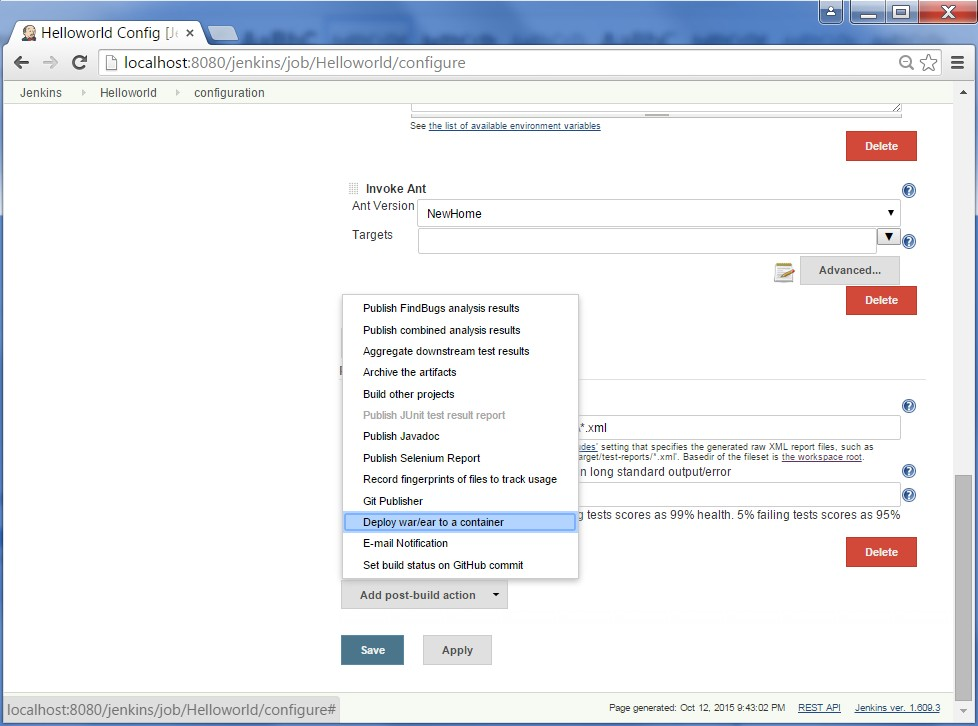 Helloworld Config [Je
localhost:8080/jenkins/job/Helloworld/configure
Jenkins Helloworld configuration
See the list of available environment variables
Delete
Invoke Ant
Ant Version NewHome
Targets
Advanced...
Delete
Publish FindBugs analysis results
Publish combined analysis results
Aggregate downstream test results
Archive the artifacts
Build other projects
Publish JUnit test result report
Publish Javadoc
Publish Selenium Report
Record fingerprints of files to track usage
Git Publisher
Deploy war/ear to a container
E-mail Notification
Set build status on GitHub commit
*.xml
des' setting that specifies the generated raw XML report files, such as
target/test-reports/*.xml'. Basedir of the fileset is the workspace root.
n long standard output/error
g tests scores as 99% health. 5% failing tests scores as 95%
Delete
Add post-build action
Save Apply
Page generated: Oct 12, 2015 9:43:02 PM REST API Jenkins ver. 1.609.3
localhost:8080/jenkins/job/Helloworld/configure#